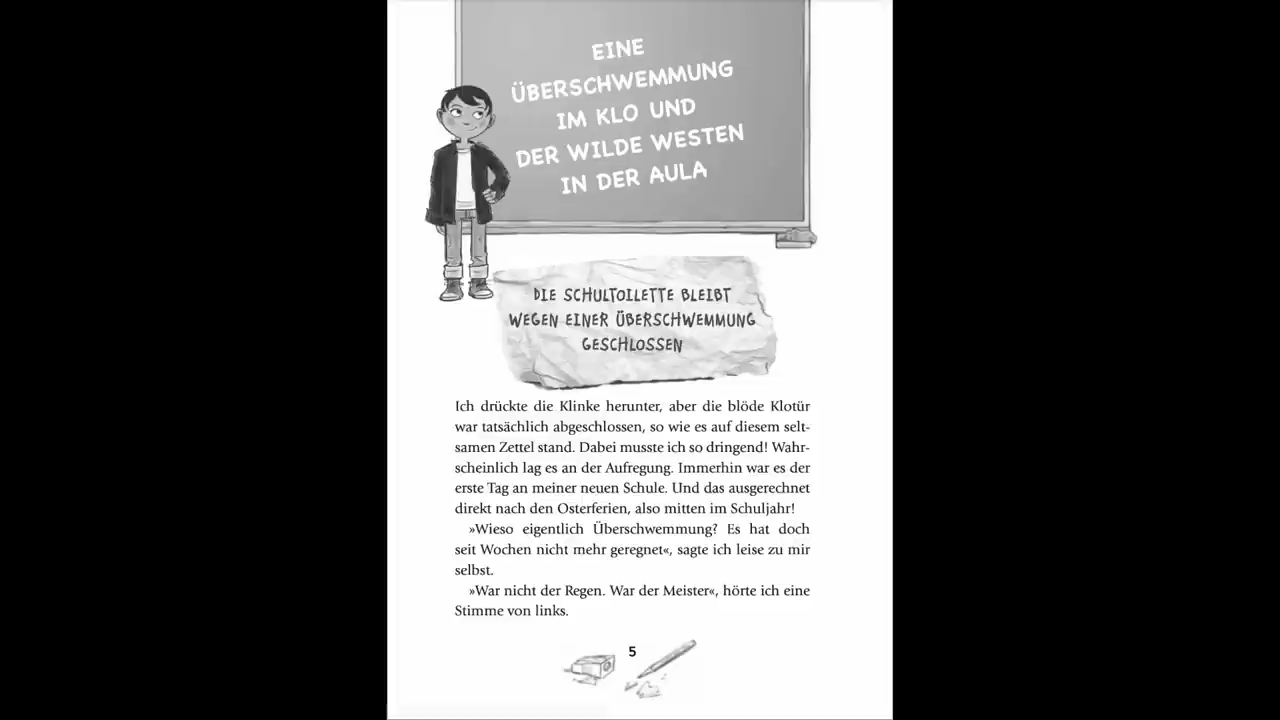 EINE
ÜBERSCHWEMMUNG
IM KLO UND
DER WILDE WESTEN
IN DER AULA
DIE SCHULTOILETTE BLEIBT
WEGEN EINER ÜBERSCHWEMMUNG
GESCHLOSSEN
Ich drückte die Klinke herunter, aber die blöde Klotür
war tatsächlich abgeschlossen, so wie es auf diesem selt-
samen Zettel stand. Dabei musste ich so dringend! Wahr-
scheinlich lag es an der Aufregung. Immerhin war es der
erste Tag an meiner neuen Schule. Und das ausgerechnet
direkt nach den Osterferien, also mitten im Schuljahr!
»Wieso eigentlich Überschwemmung? Es hat doch
seit Wochen nicht mehr geregnet«, sagte ich leise zu mir
selbst.
»War nicht der Regen. War der Meister«, hörte ich eine
Stimme von links.
5